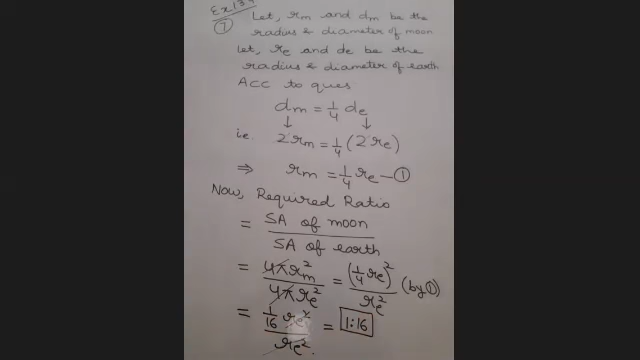 Ex 13.4
(7) Let, rm and dm be the
radius & diameter of moon
let, re and de be the
radius & diameter of earth
ACC to ques
dm = 1/4 de
↓ ↓
i.e. 2rm = 1/4 (2re)
⇒ rm = 1/4 re — (1)
Now, Required Ratio
= SA of moon / SA of earth
= 4πrm² / 4πre² = (1/4 re)² / re² (by (1))
= 1/16 re² / re² = 1:16